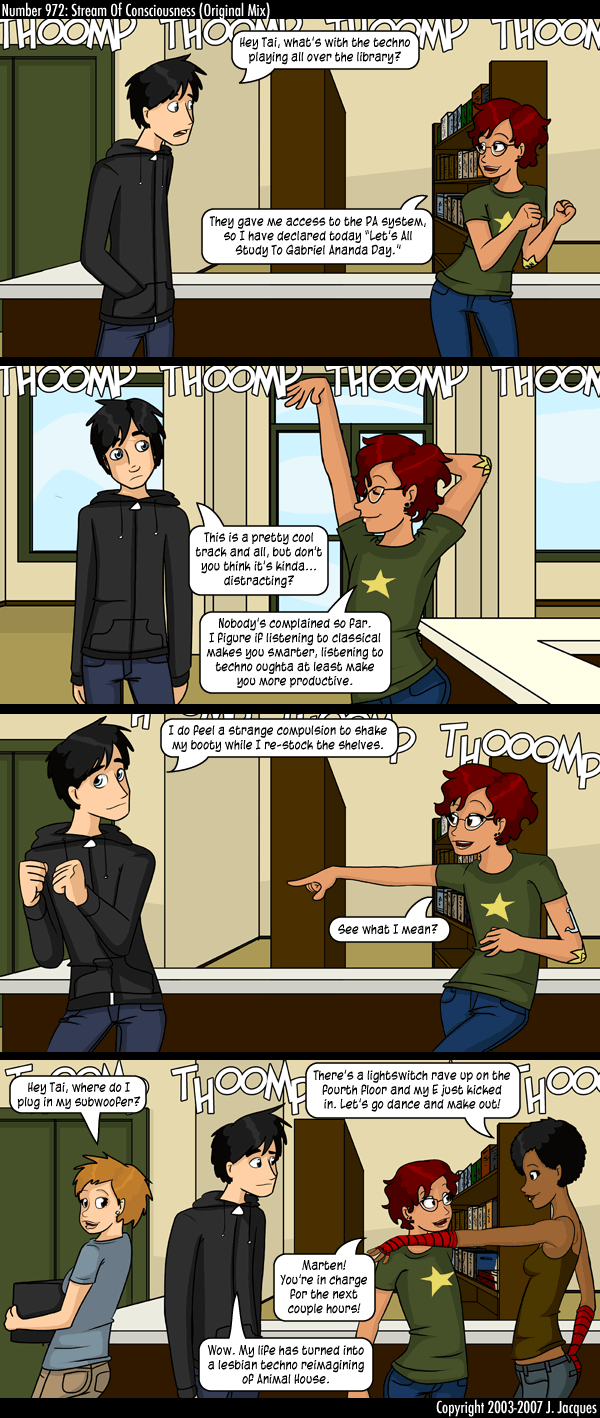 Number 972: Stream Of Consciousness (Original Mix)
THOOMP THOOMP THOOMP THOOM
Hey Tai, what's with the techno
playing all over the library?
They gave me access to the PA system,
so I have declared today "Let's All
Study To Gabriel Ananda Day."
THOOMP THOOMP THOOMP THOOM
This is a pretty cool
track and all, but don't
you think it's kinda...
distracting?
Nobody's complained so far.
I figure if listening to classical
makes you smarter, listening to
techno oughta at least make
you more productive.
THOOOMP
I do feel a strange compulsion to shake
my booty while I re-stock the shelves.
See what I mean?
THOOMP
THOO
Hey Tai, where do I
plug in my subwoofer?
There's a lightswitch rave up on the
fourth floor and my E just kicked
in. Let's go dance and make out!
Marten!
You're in charge
for the next
couple hours!
Wow. My life has turned into
a lesbian techno reimagining
of Animal House.
Copyright 2003-2007 J. Jacques